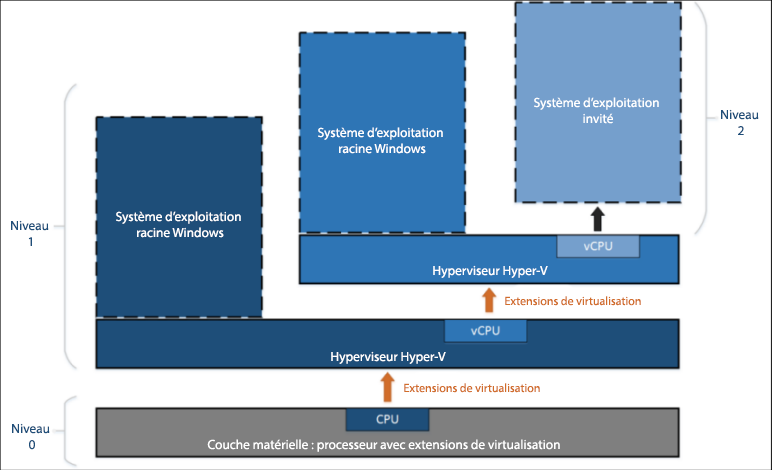 Système d'exploitation
invité
Niveau
2
Système d'exploitation
racine Windows
vCPU
Hyperviseur Hyper-V
Système d'exploitation
racine Windows
Niveau
1
Extensions de virtualisation
vCPU
Hyperviseur Hyper-V
Extensions de virtualisation
Niveau
0
CPU
Couche matérielle : processeur avec extensions de virtualisation